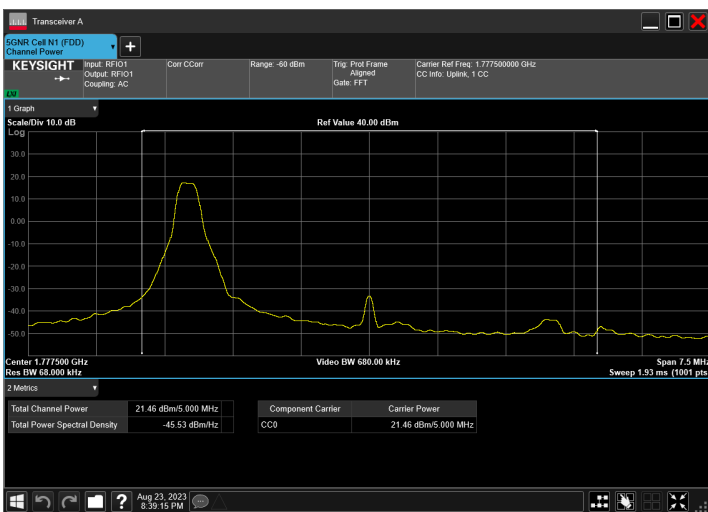 Transceiver A
5GNR Cell N1 (FDD)
Channel Power
KEYSIGHT
LXI
Input: RFIO1
Output: RFIO1
Coupling: AC
Corr CCorr
Range: -60 dBm
Trig: Prot Frame
Aligned
Gate: FFT
Carrier Ref Freq: 1.777500000 GHz
CC Info: Uplink, 1 CC
1 Graph
Scale/Div 10.0 dB
Ref Value 40.00 dBm
Log
30.0
20.0
10.0
0.00
-10.0
-20.0
-30.0
-40.0
-50.0
Center 1.777500 GHz
Video BW 680.00 kHz
Span 7.5 MHz
Res BW 68.000 kHz
Sweep 1.93 ms (1001 pts
2 Metrics
Total Channel Power 21.46 dBm/5.000 MHz
Total Power Spectral Density -45.53 dBm/Hz
Component Carrier Carrier Power
CC0 21.46 dBm/5.000 MHz
Aug 23, 2023
8:39:15 PM